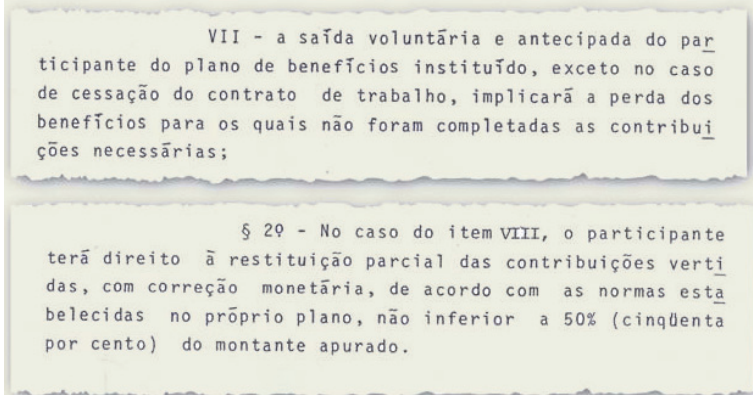 VII - a saída voluntária e antecipada do par
ticipante do plano de benefícios instituído, exceto no caso
de cessação do contrato de trabalho, implicará a perda dos
benefícios para os quais não foram completadas as contribui
ções necessárias;
§ 2º - No caso do item VIII, o participante
terá direito à restituição parcial das contribuições verti
das, com correção monetária, de acordo com as normas esta
belecidas no próprio plano, não inferior a 50% (cinqüenta
por cento) do montante apurado.